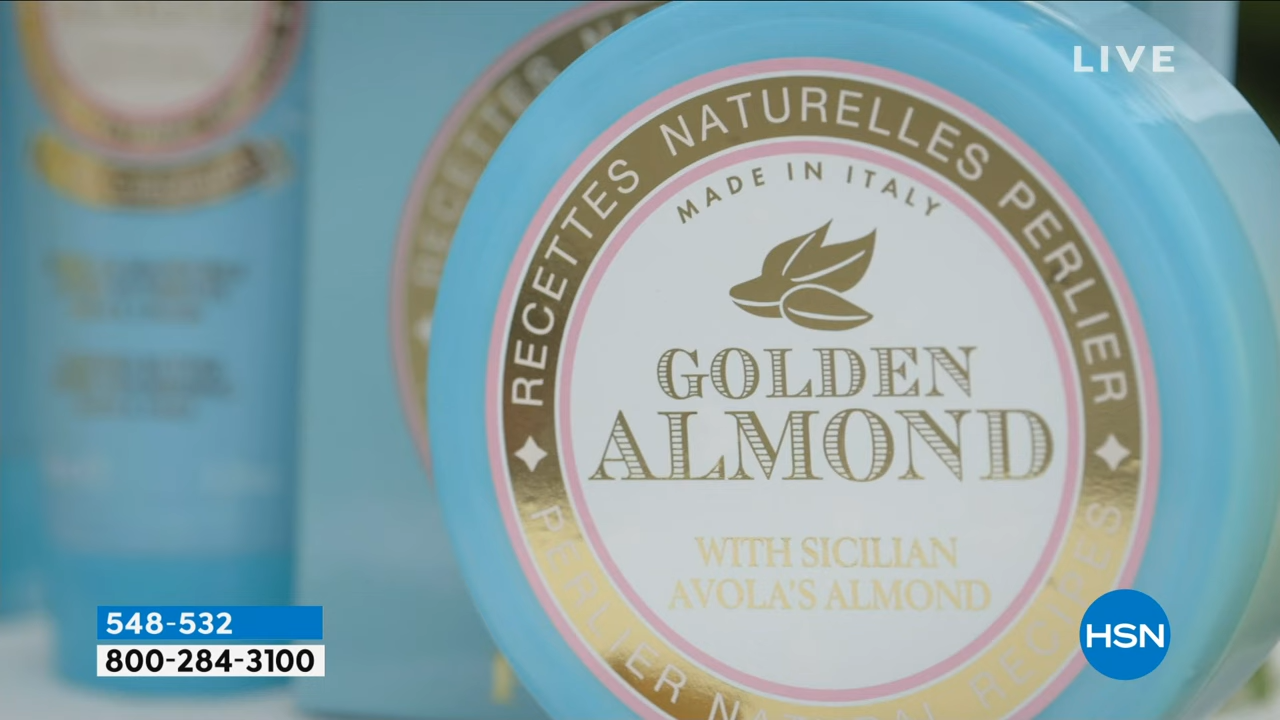 LIVE
RECETTES NATURELLES PERLIER
MADE IN ITALY
GOLDEN
ALMOND
WITH SICILIAN
AVOLA'S ALMOND
PERLIER NATURAL RECIPES
RECETTES
548-532
800-284-3100
HSN